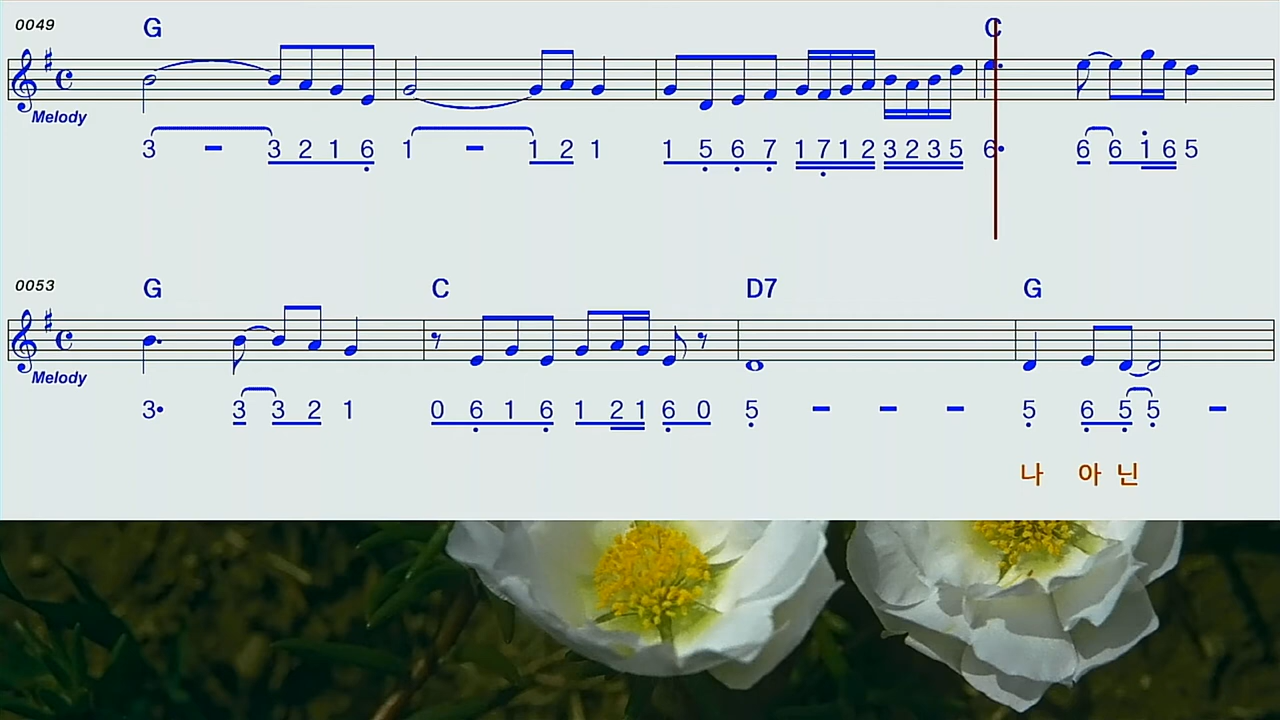 0049 G C
Melody
3 - 3 2 1 6 1 - 1 2 1 1 5 6 7 1 7 1 2 3 2 3 5 6· 6 6 1 6 5
0053 G C D7 G
Melody
3· 3 3 2 1 0 6 1 6 1 2 1 6 0 5 - - - 5 6 5 5 -
나 아 닌